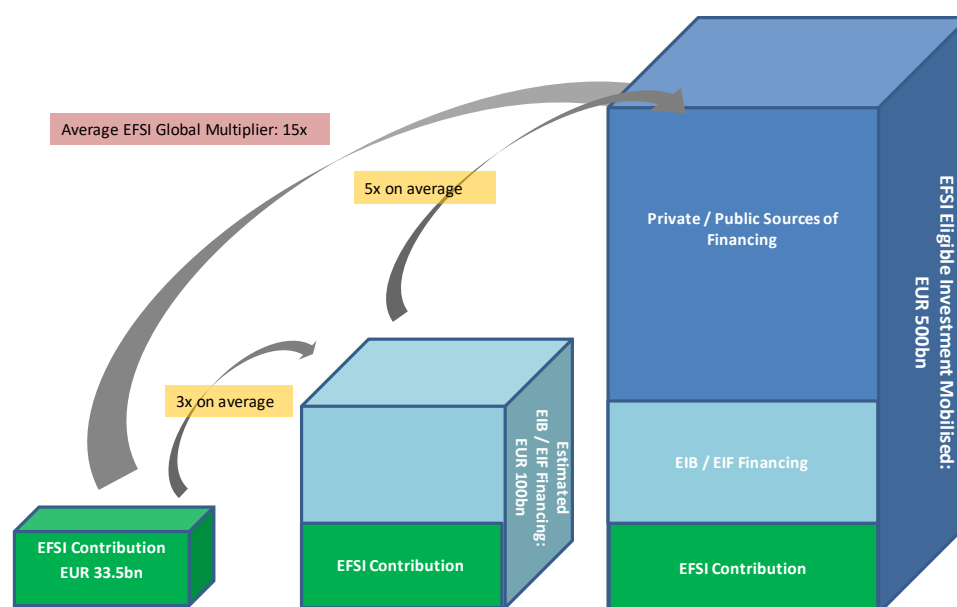 Average EFSI Global Multiplier: 15x
5x on average
3x on average
Private / Public Sources of
Financing
EFSI Eligible Investment Mobilised:
EUR 500bn
Estimated
EIB / EIF Financing:
EUR 100bn
EIB / EIF Financing
EFSI Contribution
EUR 33.5bn
EFSI Contribution
EFSI Contribution